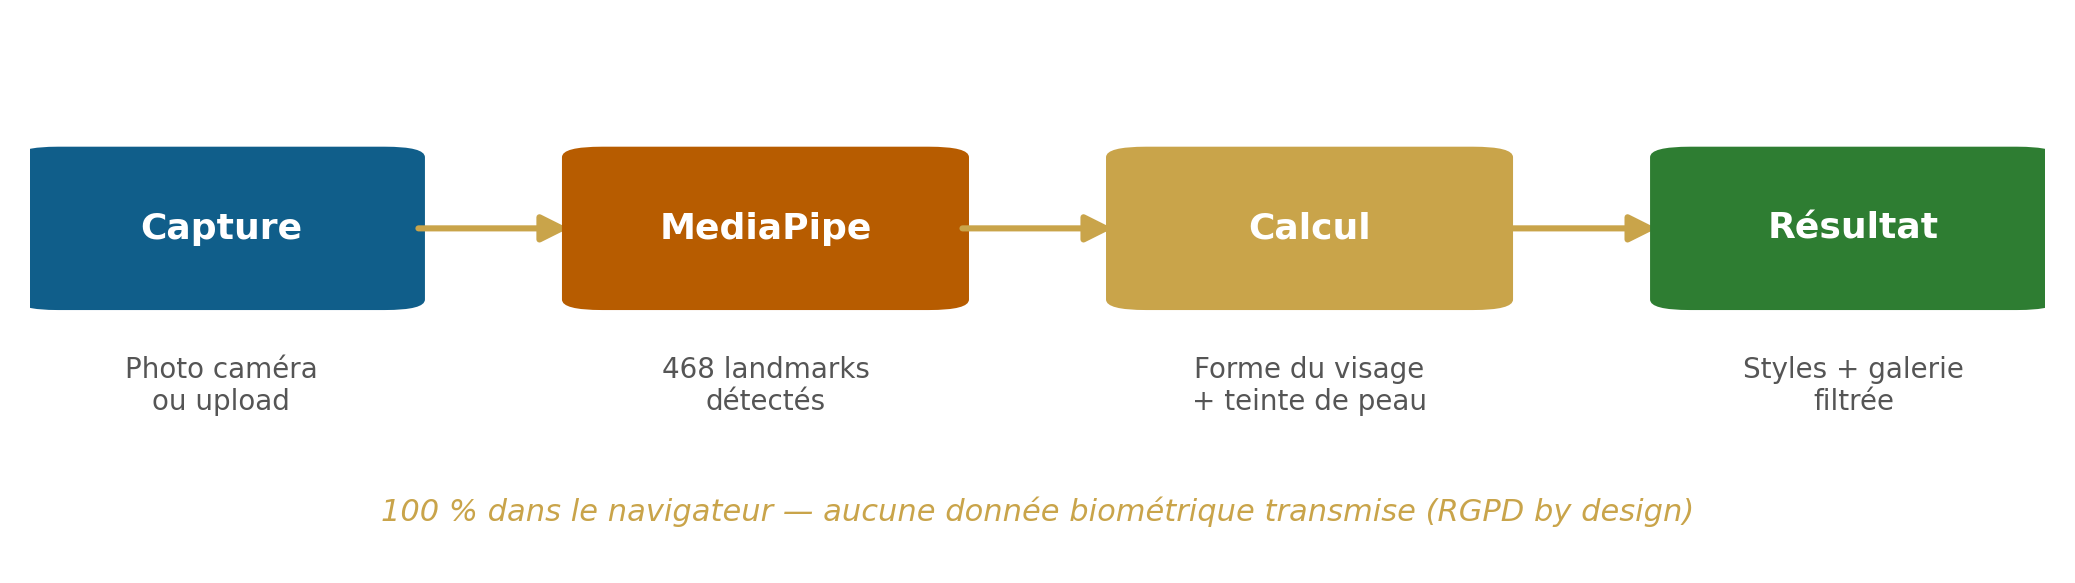 Capture
MediaPipe
Calcul
Résultat
Photo caméra
ou upload
468 landmarks
détectés
Forme du visage
+ teinte de peau
Styles + galerie
filtrée
100 % dans le navigateur — aucune donnée biométrique transmise (RGPD by design)